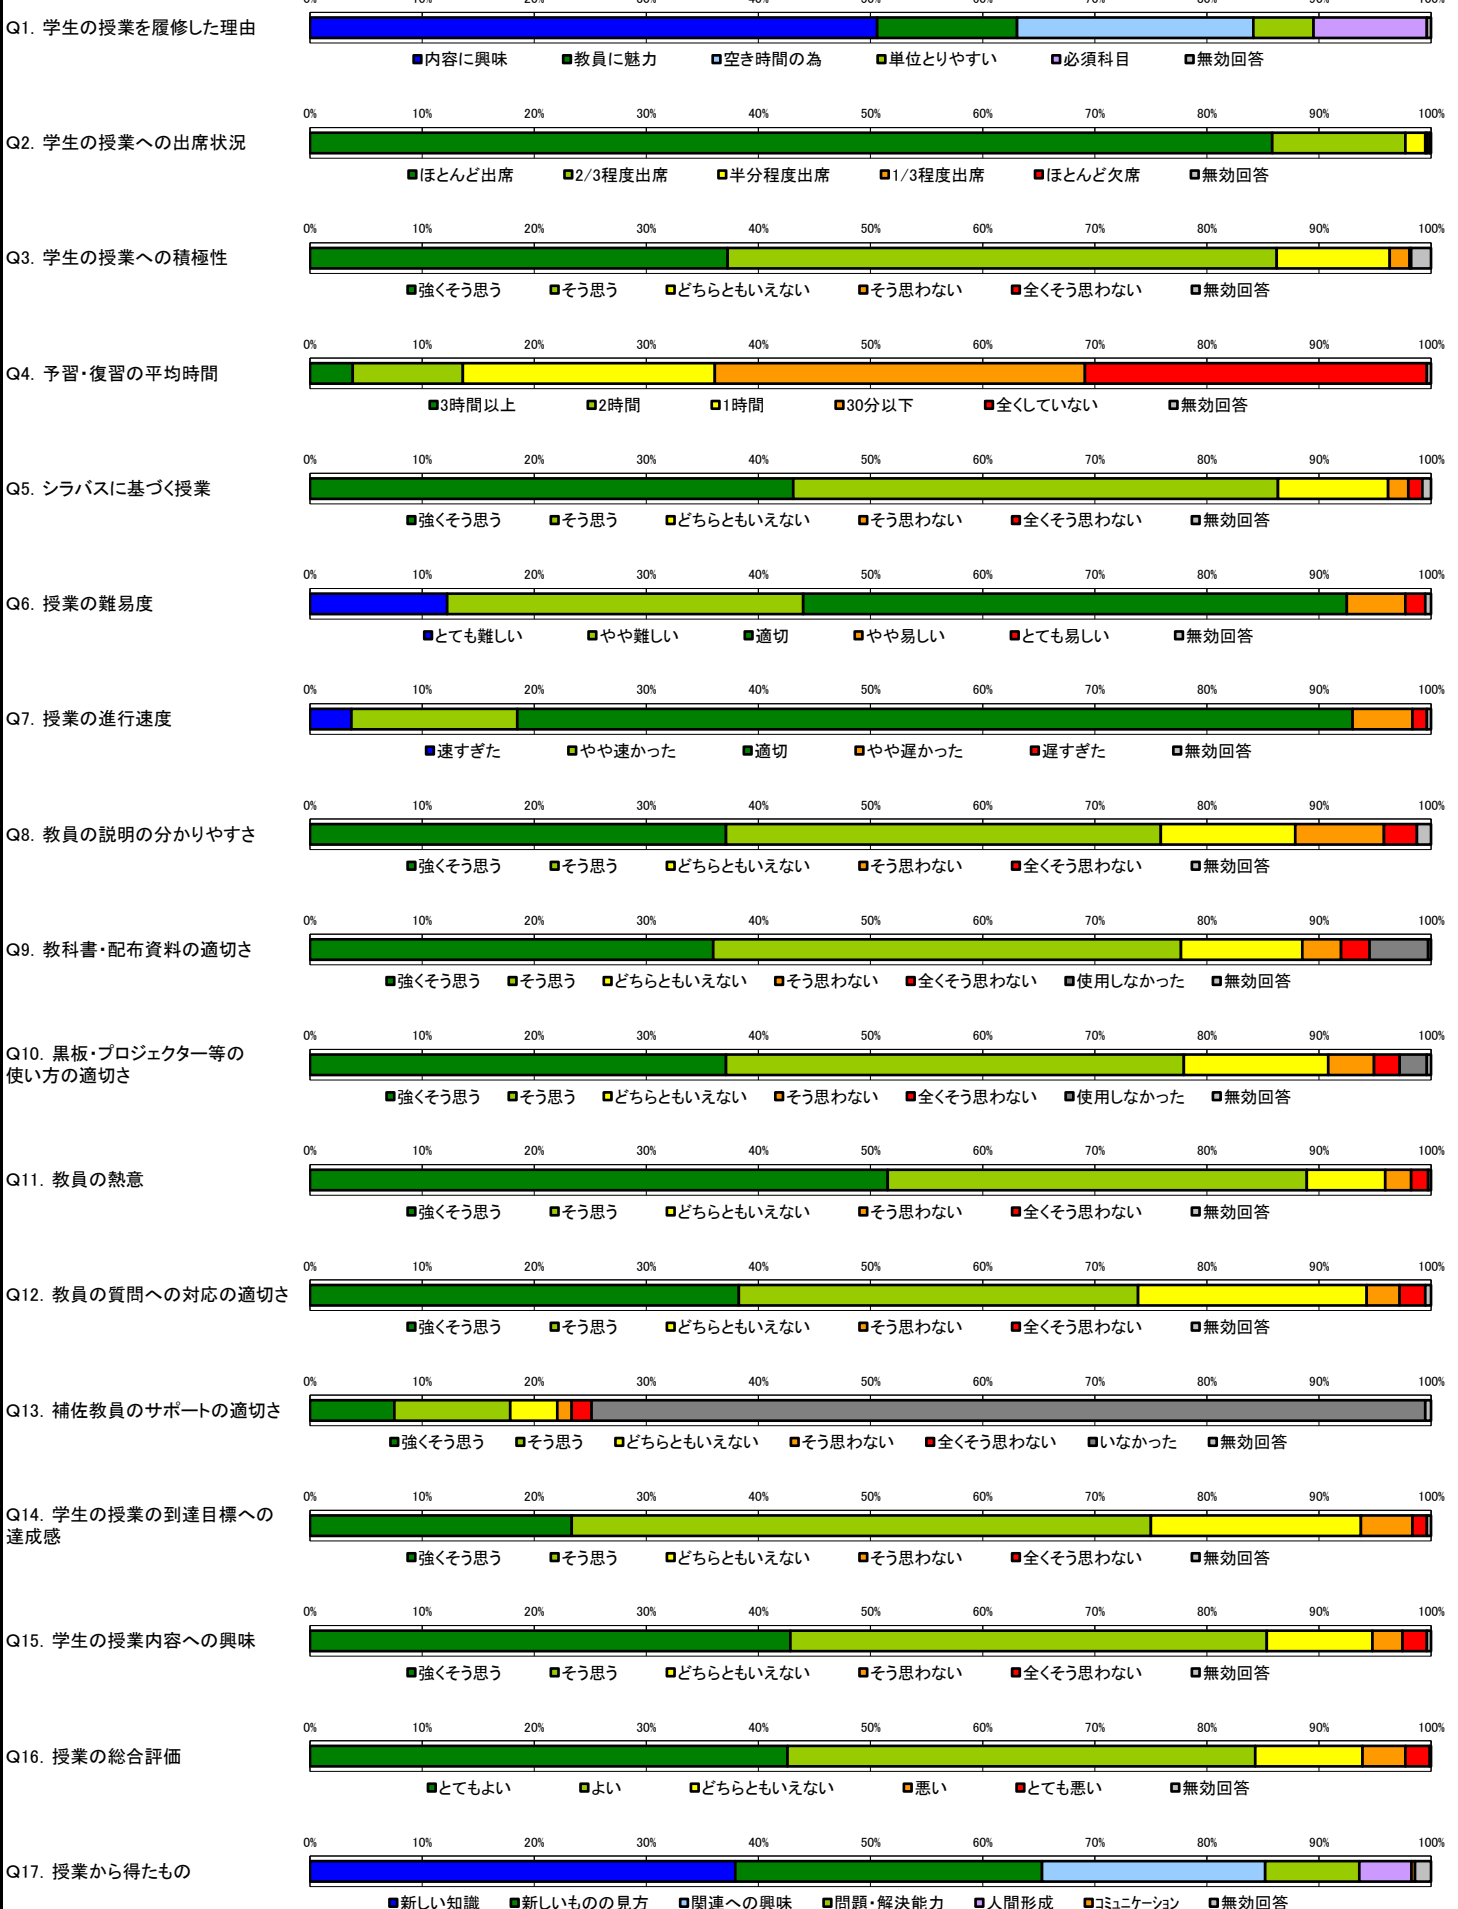 Q1. 学生の授業を履修した理由
内容に興味 教員に魅力 空き時間の為 単位とりやすい 必須科目 無効回答
0% 10% 20% 30% 40% 50% 60% 70% 80% 90% 100%
Q2. 学生の授業への出席状況
ほとんど出席 2/3程度出席 半分程度出席 1/3程度出席 ほとんど欠席 無効回答
0% 10% 20% 30% 40% 50% 60% 70% 80% 90% 100%
Q3. 学生の授業への積極性
強くそう思う そう思う どちらともいえない そう思わない 全くそう思わない 無効回答
0% 10% 20% 30% 40% 50% 60% 70% 80% 90% 100%
Q4. 予習・復習の平均時間
3時間以上 2時間 1時間 30分以下 全くしていない 無効回答
0% 10% 20% 30% 40% 50% 60% 70% 80% 90% 100%
Q5. シラバスに基づく授業
強くそう思う そう思う どちらともいえない そう思わない 全くそう思わない 無効回答
0% 10% 20% 30% 40% 50% 60% 70% 80% 90% 100%
Q6. 授業の難易度
とても難しい やや難しい 適切 やや易しい とても易しい 無効回答
0% 10% 20% 30% 40% 50% 60% 70% 80% 90% 100%
Q7. 授業の進行速度
速すぎた やや速かった 適切 やや遅かった 遅すぎた 無効回答
0% 10% 20% 30% 40% 50% 60% 70% 80% 90% 100%
Q8. 教員の説明の分かりやすさ
強くそう思う そう思う どちらともいえない そう思わない 全くそう思わない 無効回答
0% 10% 20% 30% 40% 50% 60% 70% 80% 90% 100%
Q9. 教科書・配布資料の適切さ
強くそう思う そう思う どちらともいえない そう思わない 全くそう思わない 使用しなかった 無効回答
0% 10% 20% 30% 40% 50% 60% 70% 80% 90% 100%
Q10. 黒板・プロジェクター等の
使い方の適切さ
強くそう思う そう思う どちらともいえない そう思わない 全くそう思わない 使用しなかった 無効回答
0% 10% 20% 30% 40% 50% 60% 70% 80% 90% 100%
Q11. 教員の熱意
強くそう思う そう思う どちらともいえない そう思わない 全くそう思わない 無効回答
0% 10% 20% 30% 40% 50% 60% 70% 80% 90% 100%
Q12. 教員の質問への対応の適切さ
強くそう思う そう思う どちらともいえない そう思わない 全くそう思わない 無効回答
0% 10% 20% 30% 40% 50% 60% 70% 80% 90% 100%
Q13. 補佐教員のサポートの適切さ
強くそう思う そう思う どちらともいえない そう思わない 全くそう思わない いなかった 無効回答
0% 10% 20% 30% 40% 50% 60% 70% 80% 90% 100%
Q14. 学生の授業の到達目標への
達成感
強くそう思う そう思う どちらともいえない そう思わない 全くそう思わない 無効回答
0% 10% 20% 30% 40% 50% 60% 70% 80% 90% 100%
Q15. 学生の授業内容への興味
強くそう思う そう思う どちらともいえない そう思わない 全くそう思わない 無効回答
0% 10% 20% 30% 40% 50% 60% 70% 80% 90% 100%
Q16. 授業の総合評価
とてもよい よい どちらともいえない 悪い とても悪い 無効回答
0% 10% 20% 30% 40% 50% 60% 70% 80% 90% 100%
Q17. 授業から得たもの
新しい知識 新しいものの見方 関連への興味 問題・解決能力 人間形成 ｺﾐｭﾆｹｰｼｮﾝ 無効回答